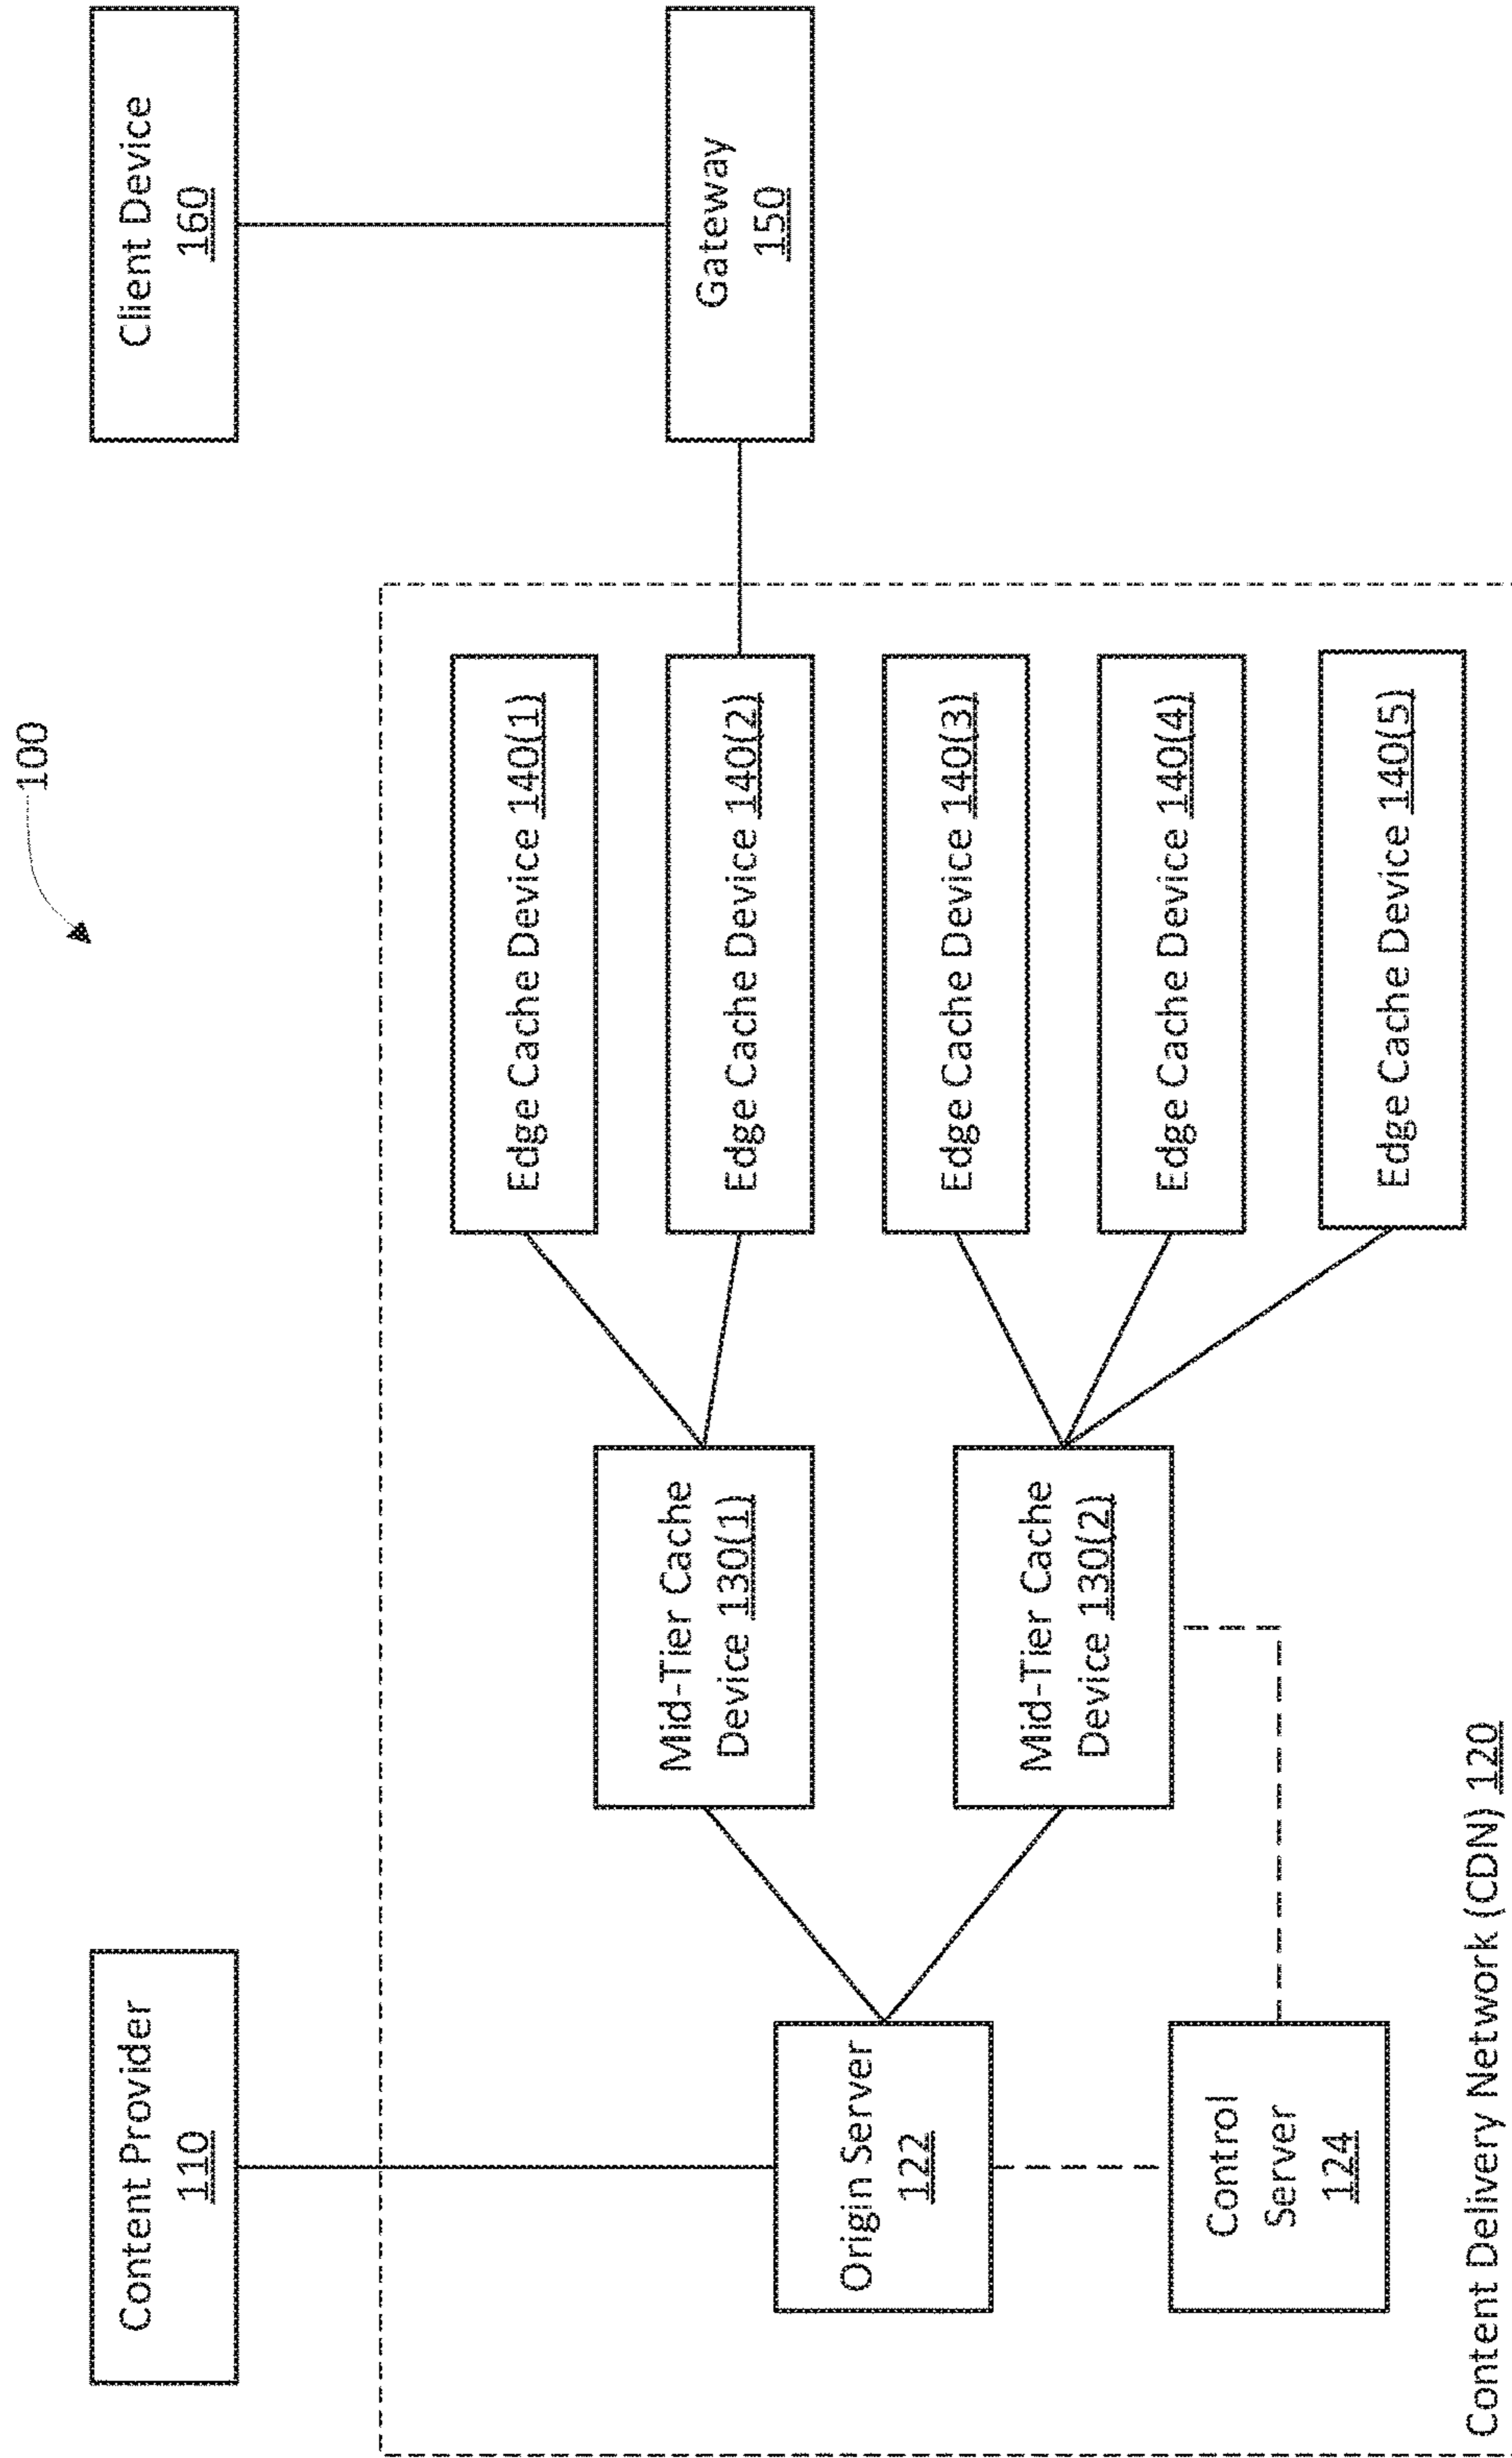 100
Content Provider
110
Client Device
160
Origin Server
122
Control
Server
124
Mid-Tier Cache
Device 130(1)
Mid-Tier Cache
Device 130(2)
Edge Cache Device 140(1)
Edge Cache Device 140(2)
Edge Cache Device 140(3)
Edge Cache Device 140(4)
Edge Cache Device 140(5)
Gateway
150
Content Delivery Network (CDN) 120